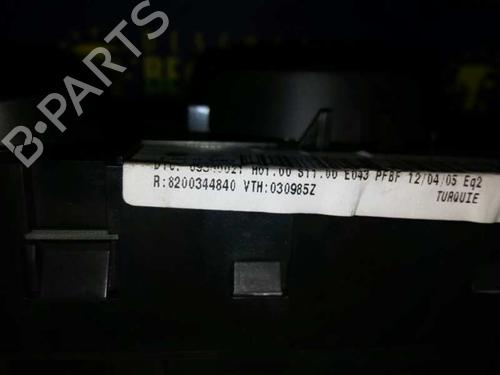 H01.00 S11.00 E043 PFBF 12/04/05 Eq2
R:8200344840 VTH:030985Z
TURQUIE
B-PARTS